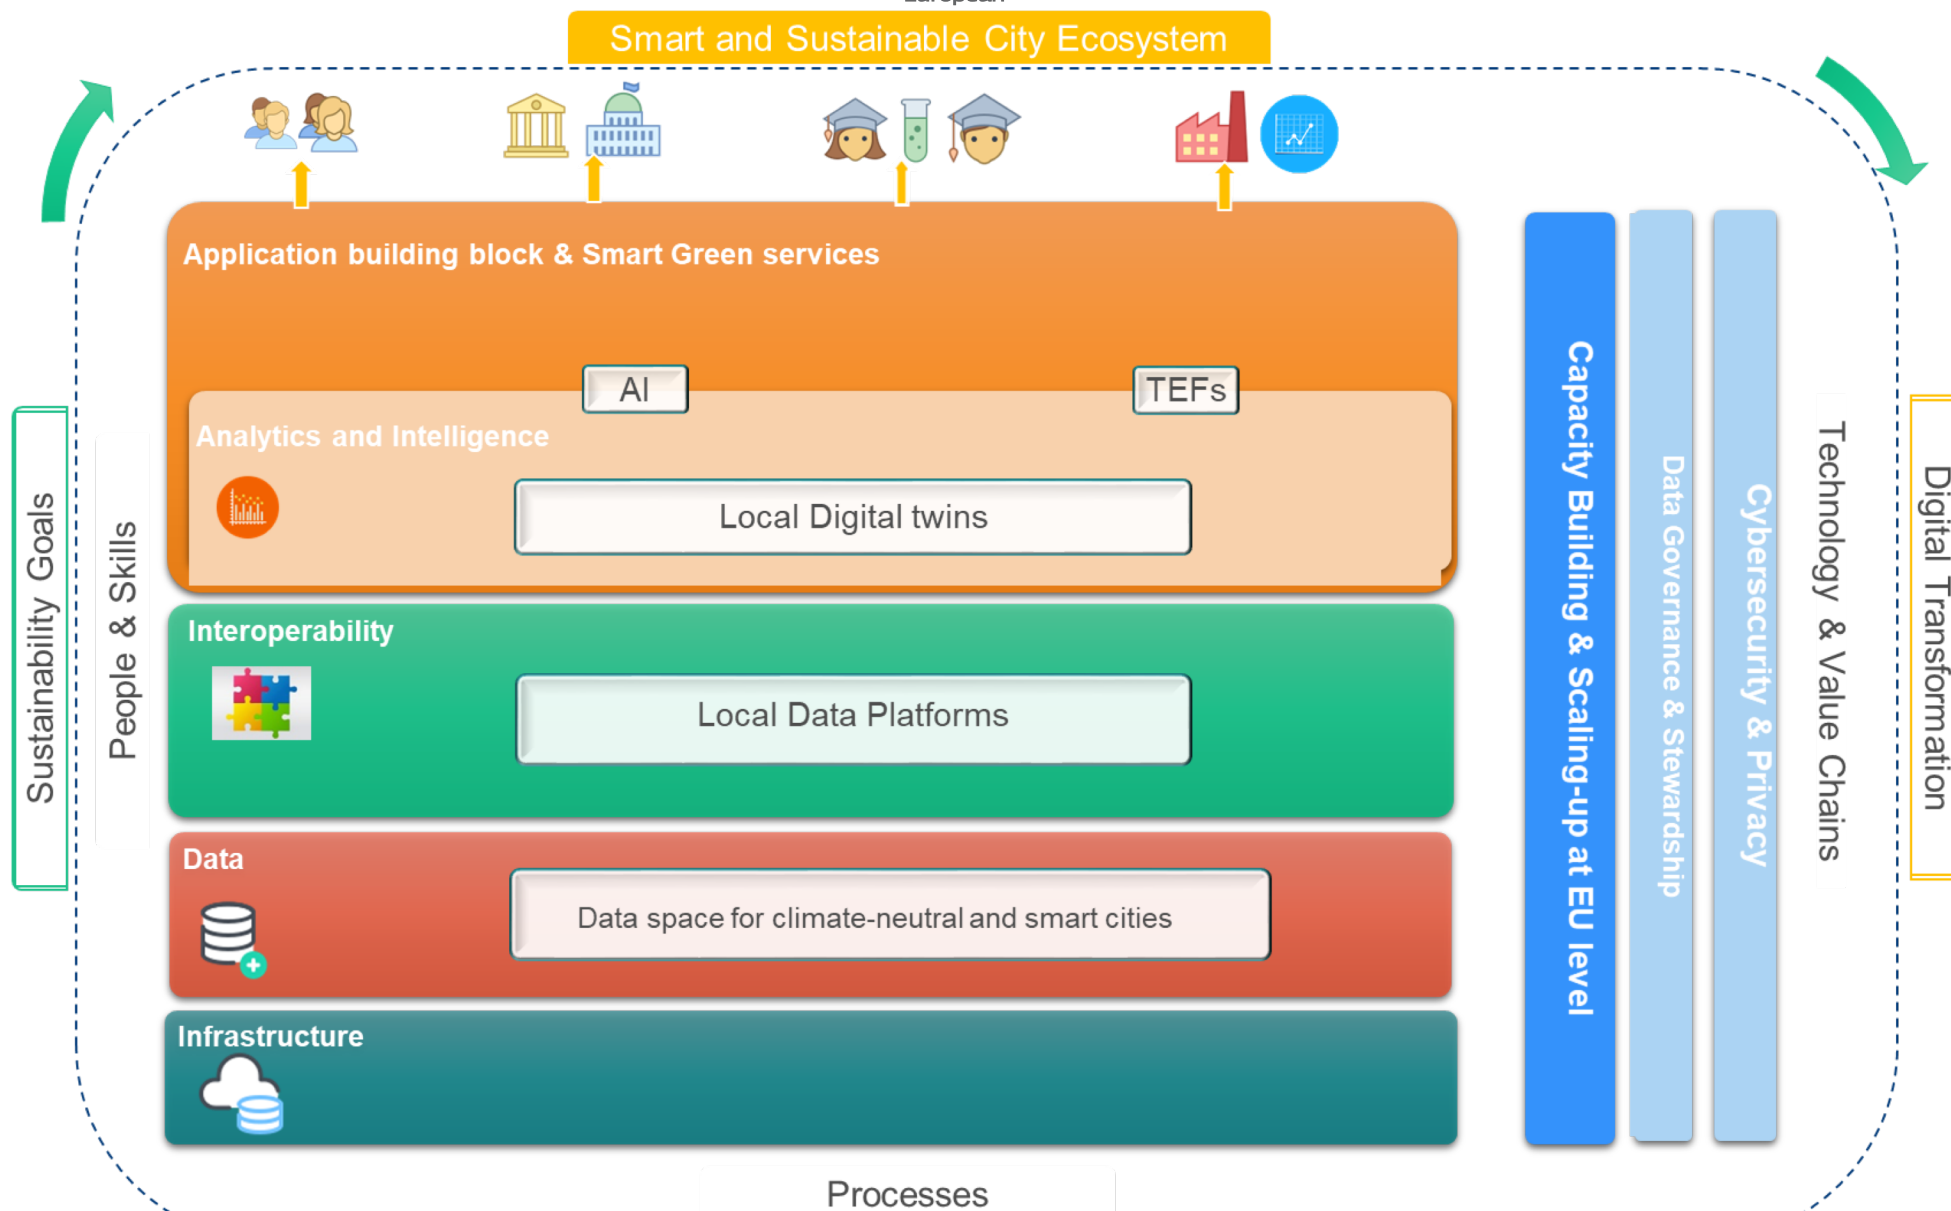 Smart and Sustainable City Ecosystem
Application building block & Smart Green services
AI
TEFs
Analytics and Intelligence
Local Digital twins
Interoperability
Local Data Platforms
Data
Data space for climate-neutral and smart cities
Infrastructure
Sustainability Goals
People & Skills
Capacity Building & Scaling-up at EU level
Data Governance & Stewardship
Cybersecurity & Privacy
Technology & Value Chains
Digital Transformation
Processes